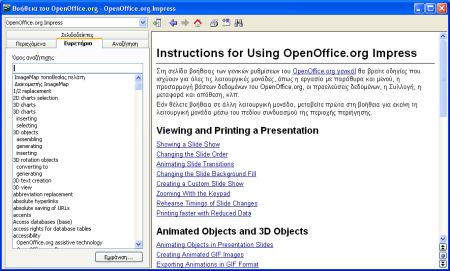 Βοήθεια του OpenOffice.org - OpenOffice.org Impress
OpenOffice.org Impress
Σελιδοδείκτες
Περιεχόμενα Ευρετήριο Αναζήτηση
Όρος αναζήτησης
ImageMap τοποθεσίας πελάτη
Διακομιστής ImageMap
1/2 replacement
2D charts selection
3D charts
3D charts
inserting
selecting
3D objects
assembling
generating
inserting
3D rotation objects
converting to
generating
3D text creation
3D view
abbreviation replacement
absolute hyperlinks
absolute saving of URLs
accents
Access databases (base)
access rights for database tables
accessibility
OpenOffice.org assistive technology
Εμφάνιση...
Instructions for Using OpenOffice.org Impress
Στη σελίδα βοήθειας των γενικών ρυθμίσεων του OpenOffice.org γενικά! θα βρείτε οδηγίες που
ισχύουν για όλες τις λειτουργικές μονάδες, όπως η εργασία με παράθυρα και μενού, η
προσαρμογή βάσεων δεδομένων του OpenOffice.org, οι προελεύσεις δεδομένων, η Συλλογή, η
μεταφορά και απόθεση, κλπ.
Εάν θέλετε βοήθεια σε άλλη λειτουργική μονάδα, μεταβείτε πρώτα στη βοήθεια για εκείνη τη
λειτουργική μονάδα μέσω του πεδίου συνδυασμού της περιοχής περιήγησης.
Viewing and Printing a Presentation
Showing a Slide Show
Changing the Slide Order
Animating Slide Transitions
Changing the Slide Background Fill
Creating a Custom Slide Show
Zooming With the Keypad
Rehearse Timings of Slide Changes
Printing faster with Reduced Data
Animated Objects and 3D Objects
Animating Objects in Presentation Slides
Creating Animated GIF Images
Exporting Animations in GIF Format